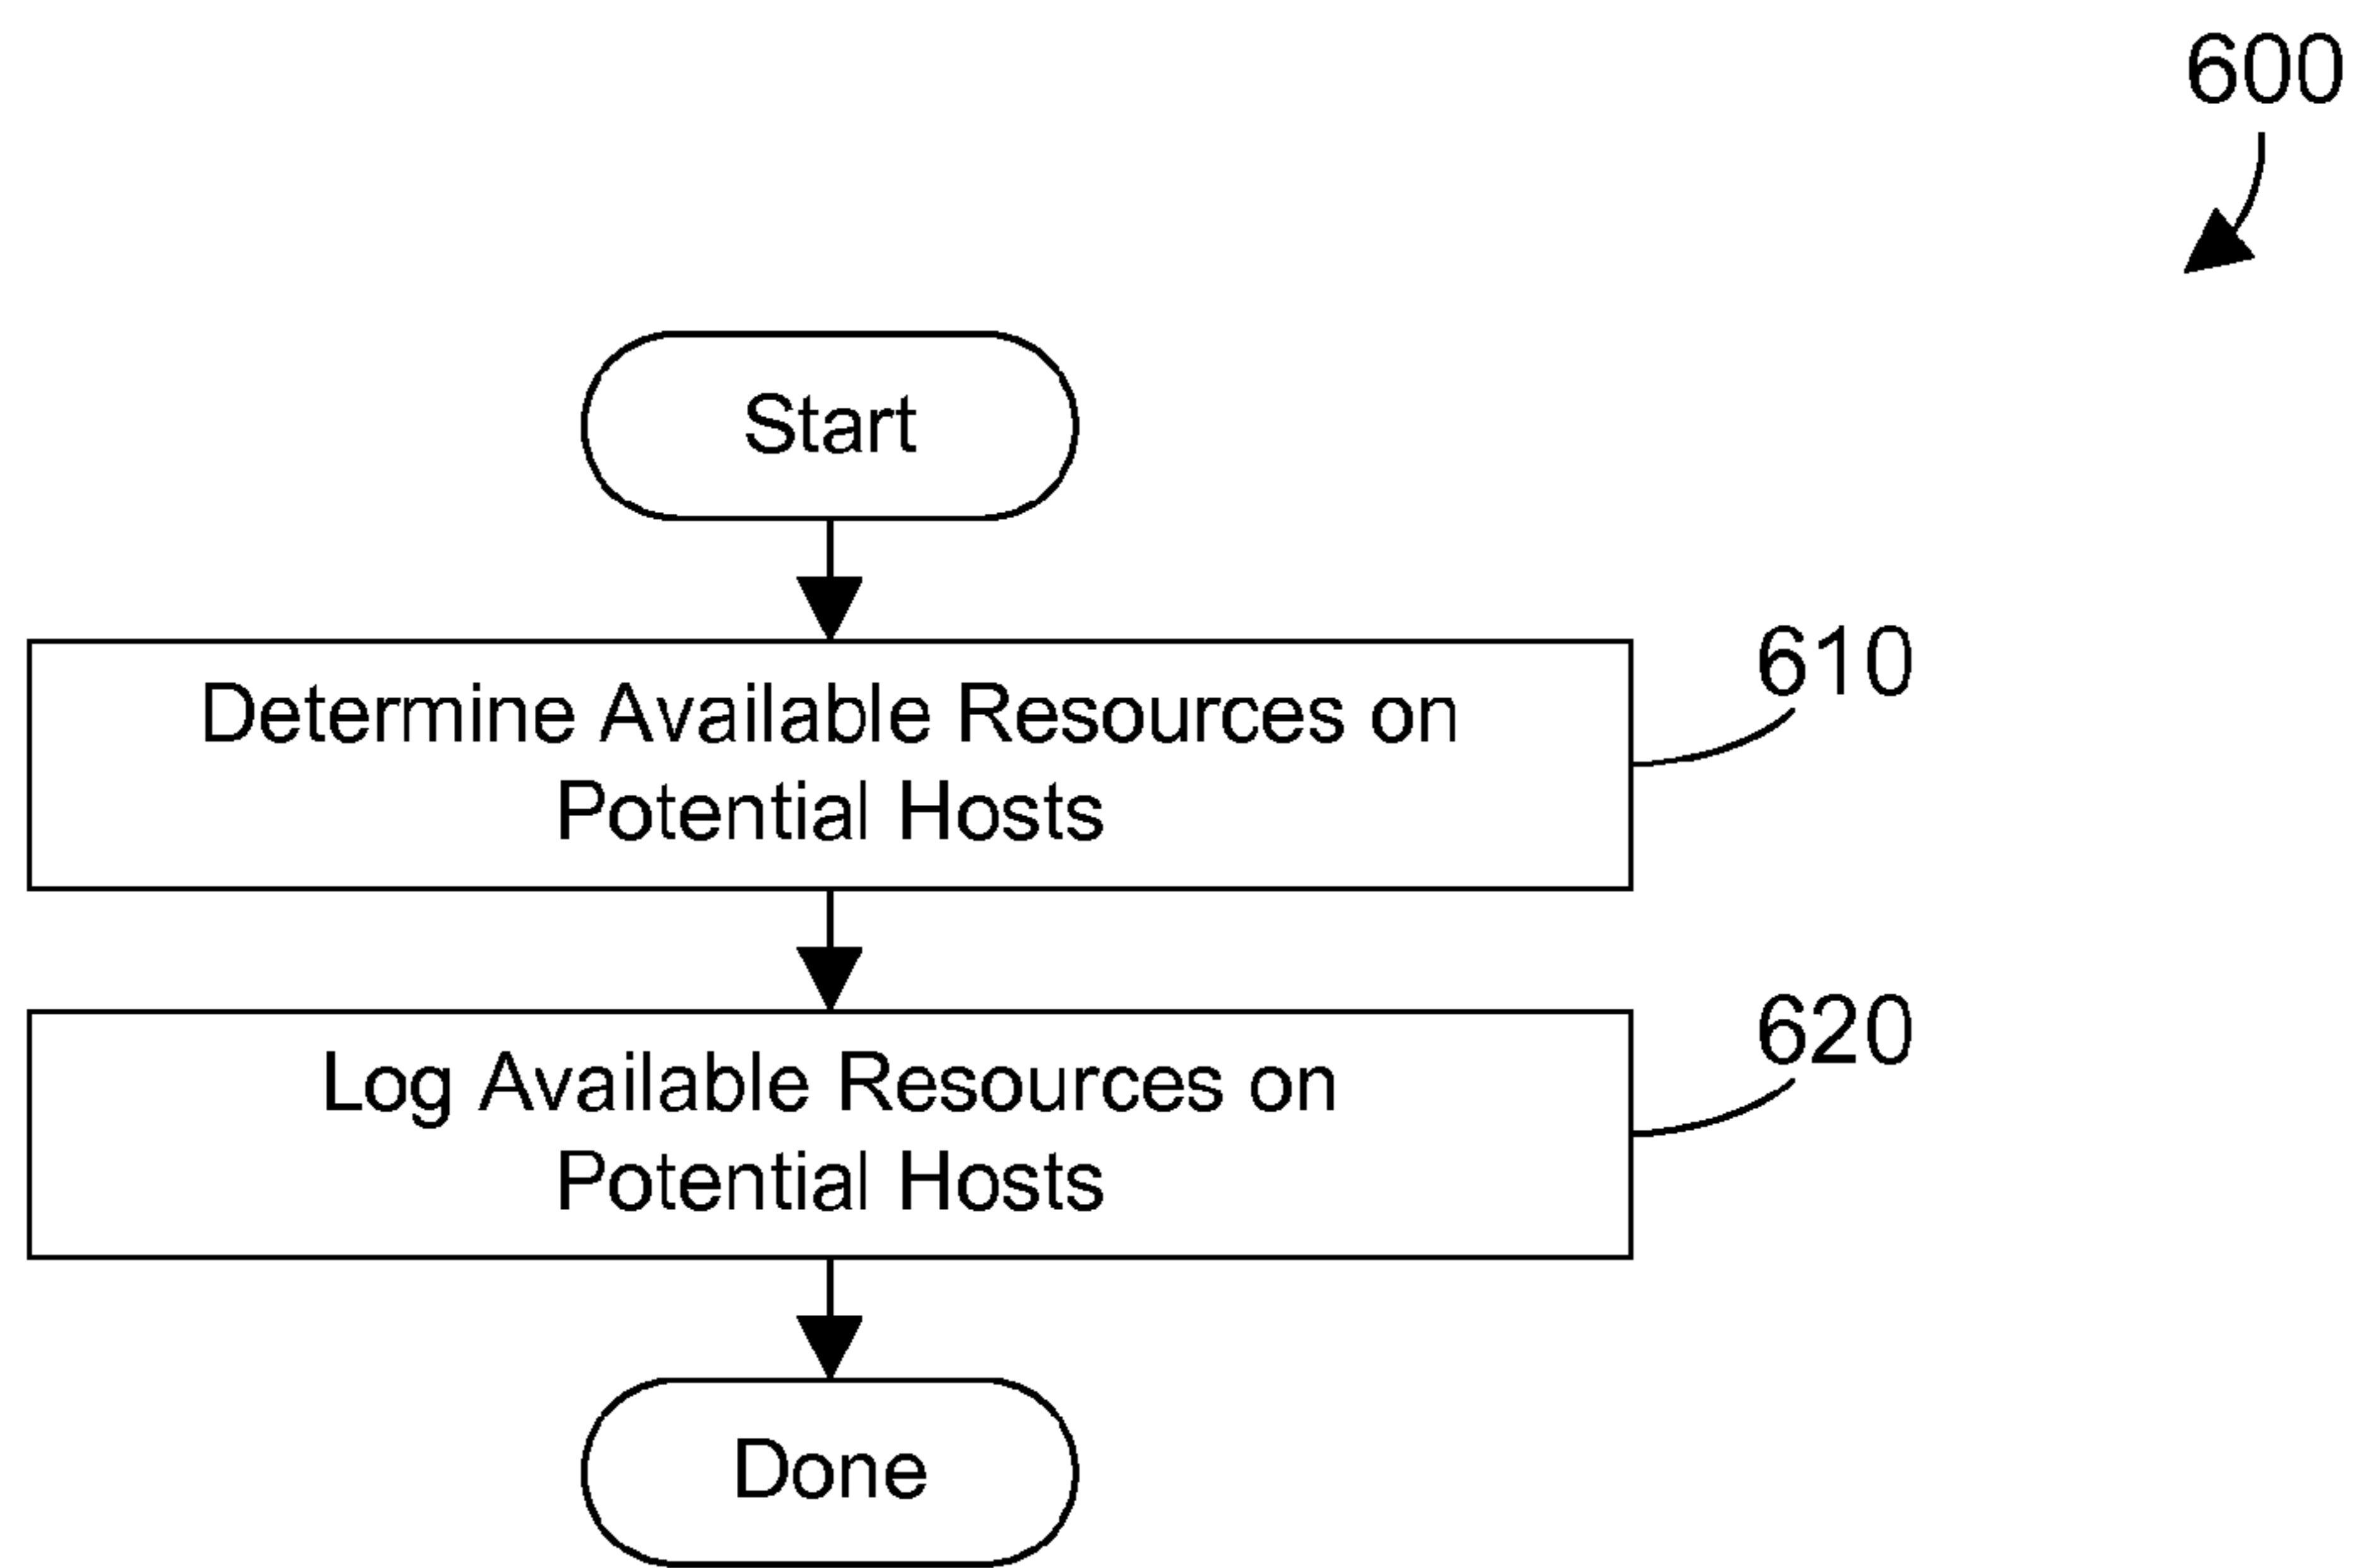 600
Start
Determine Available Resources on
Potential Hosts
610
Log Available Resources on
Potential Hosts
620
Done